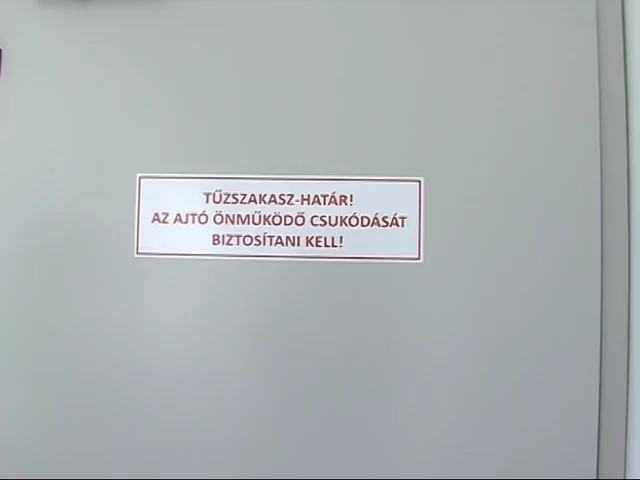 TŰZSZAKASZ-HATÁR!
AZ AJTÓ ÖNMŰKÖDŐ CSUKÓDÁSÁT
BIZTOSÍTANI KELL!